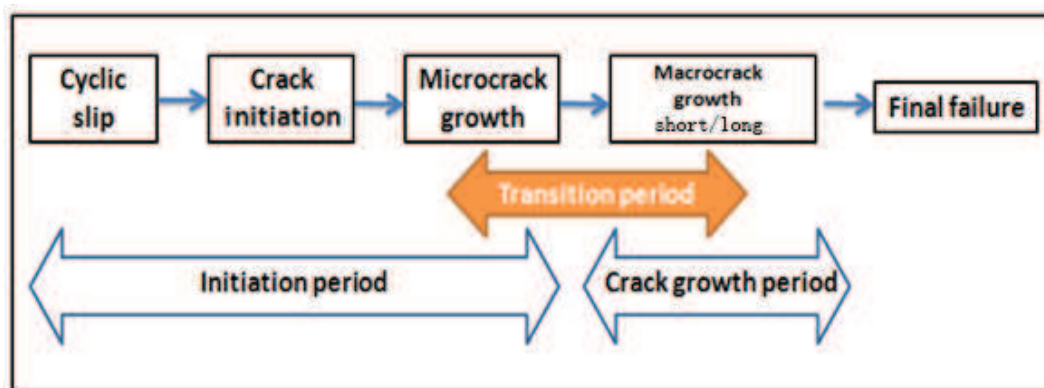 Cyclic
slip
Crack
initiation
Microcrack
growth
Macrocrack
growth
short/long
Final failure
Transition period
Initiation period
Crack growth period